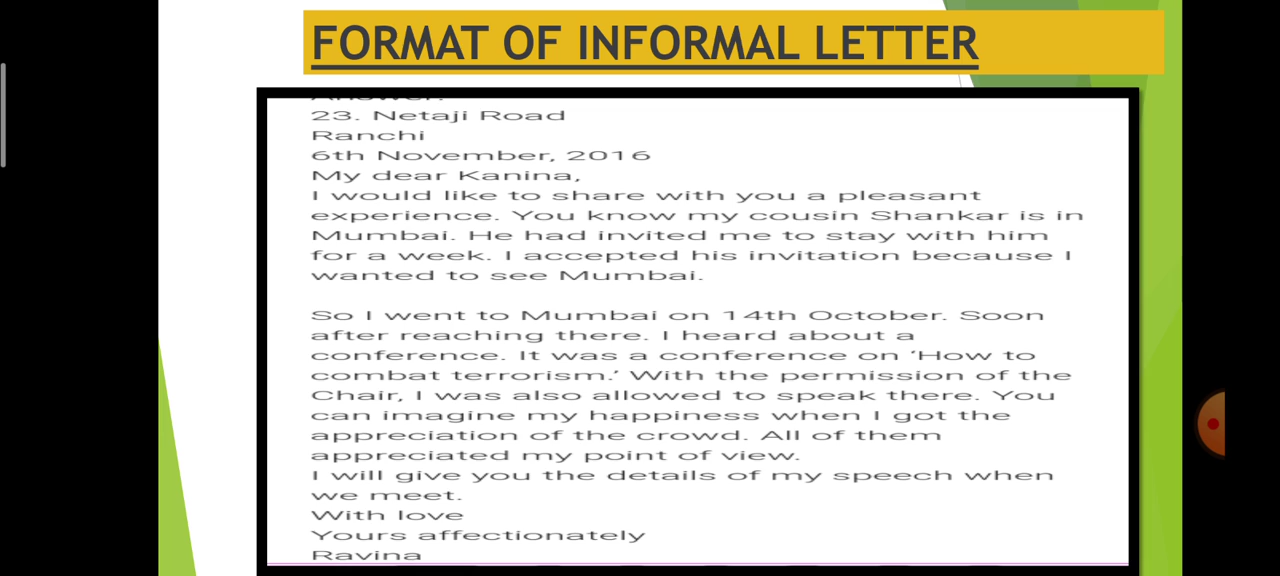 FORMAT OF INFORMAL LETTER
Answer:
23. Netaji Road
Ranchi
6th November, 2016
My dear Kanina,
I would like to share with you a pleasant
experience. You know my cousin Shankar is in
Mumbai. He had invited me to stay with him
for a week. I accepted his invitation because I
wanted to see Mumbai.
So I went to Mumbai on 14th October. Soon
after reaching there. I heard about a
conference. It was a conference on ‘How to
combat terrorism.’ With the permission of the
Chair, I was also allowed to speak there. You
can imagine my happiness when I got the
appreciation of the crowd. All of them
appreciated my point of view.
I will give you the details of my speech when
we meet.
With love
Yours affectionately
Ravina